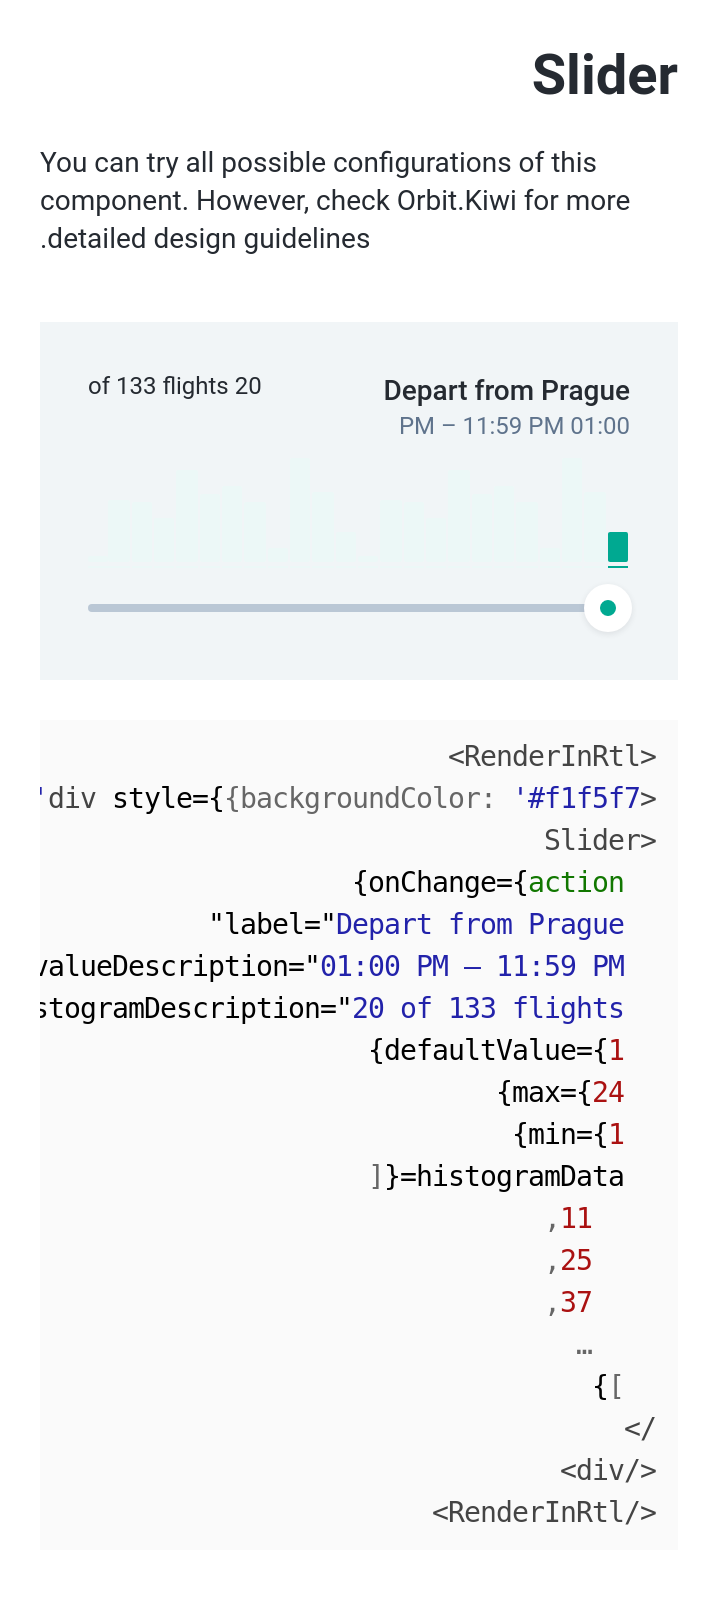 Slider
You can try all possible configurations of this
component. However, check Orbit.Kiwi for more
.detailed design guidelines
Depart from Prague
PM – 11:59 PM 01:00
of 133 flights 20
<RenderInRtl>
'div style={{backgroundColor: '#f1f5f7>
Slider>
{onChange={action
"label="Depart from Prague
valueDescription="01:00 PM – 11:59 PM
stogramDescription="20 of 133 flights
{defaultValue={1
{max={24
{min={1
]}=histogramData
,11
,25
,37
…
{[
</
<div/>
<RenderInRtl/>